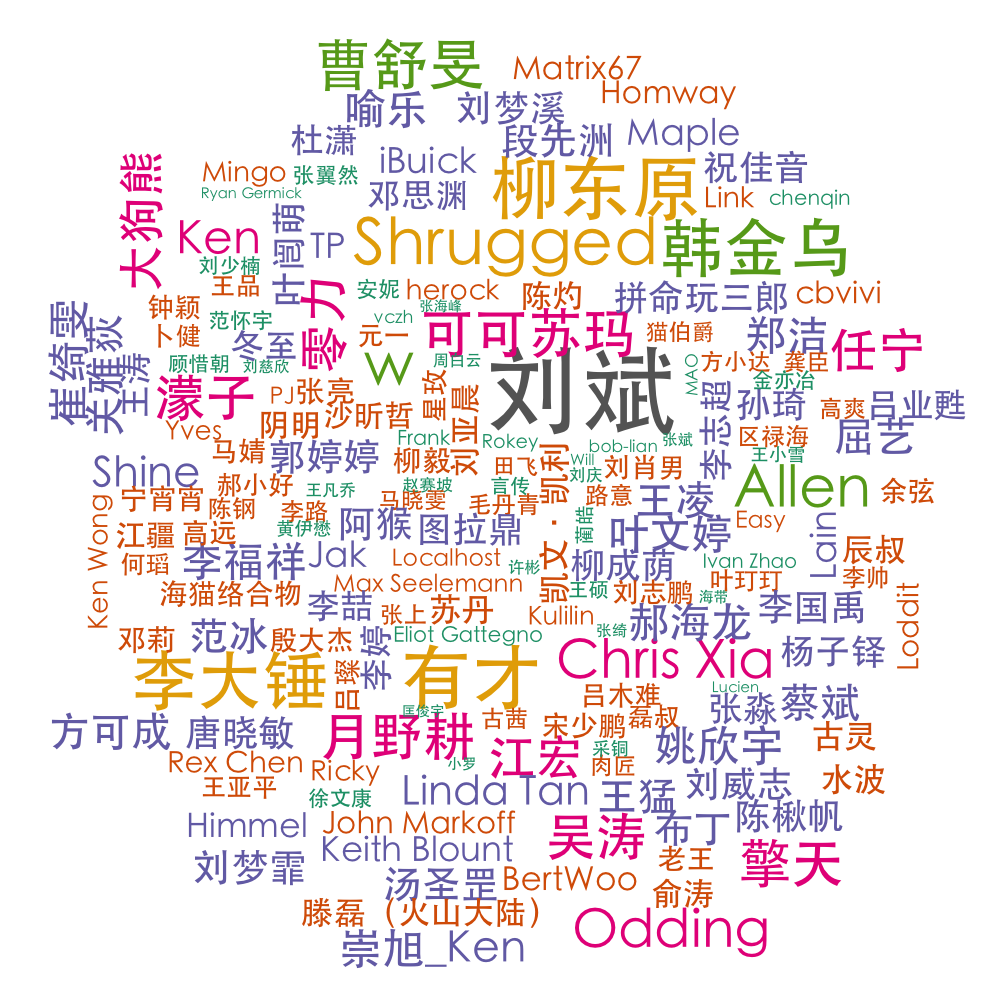 曹舒旻
Matrix67
Homway
喻乐
刘梦溪
杜潇
段先洲
Maple
iBuick
祝佳音
Mingo
张翼然
Ryan Germick
邓思渊
柳东原
Link
chenqin
大狗熊
Ken
叶闾萌
TP
Shrugged
韩金乌
刘少楠
王品
安妮
herock
陈灼
拼命玩三郎
cbvivi
钟颖
范怀宇
零力
张海峰
vczh
卜健
冬至
元一
可可苏玛
猫伯爵
郑洁
任宁
崔绮雯
关雅荻
王涛
顾惜朝
刘慈欣
W
周白云
刘斌
MAO
方小达
龚臣
金亦冶
濛子
PJ
张亮
星玫
刘亚晨
李志超
孙琦
高爽
吕业甦
Yves
阴明
沙昕哲
Frank
Rokey
bob-lian
张斌
区禄海
屈艺
马婧
郭婷婷
柳毅
田飞
Will
刘庆
刘肖男
王小雪
Shine
郝小好
王凡乔
赵赛坡
言传
凯文·凯利
路意
王凌
Allen
余弦
宁宵宵
陈钢
李路
马晓雯
毛丹青
蔺皓
Ken Wong
江疆
高远
黄伊懋
阿猴
图拉鼎
叶文婷
Easy
Lain
何瑫
李福祥
Jak
Localhost
许彬
柳成荫
Ivan Zhao
辰叔
海猫络合物
Max Seelemann
王硕
刘志鹏
叶玎玎
李帅
李喆
张上
苏丹
Kulilin
海带
李国禹
Loddit
邓莉
范冰
殷大杰
李婷
Eliot Gattegno
张绮
郝海龙
杨子铎
李大锤
吕璨
有才
Chris Xia
Lucien
匡俊宇
古茜
吕木难
张淼
蔡斌
方可成
唐晓敏
月野耕
江宏
宋少鹏
磊叔
采铜
姚欣宇
古灵
Rex Chen
Ricky
小罗
肉匠
王亚平
徐文康
Linda Tan
王猛
刘威志
水波
Himmel
John Markoff
吴涛
布丁
陈楸帆
刘梦霏
Keith Blount
老王
擎天
汤圣罡
BertWoo
俞涛
滕磊（火山大陆）
Odding
崇旭_Ken